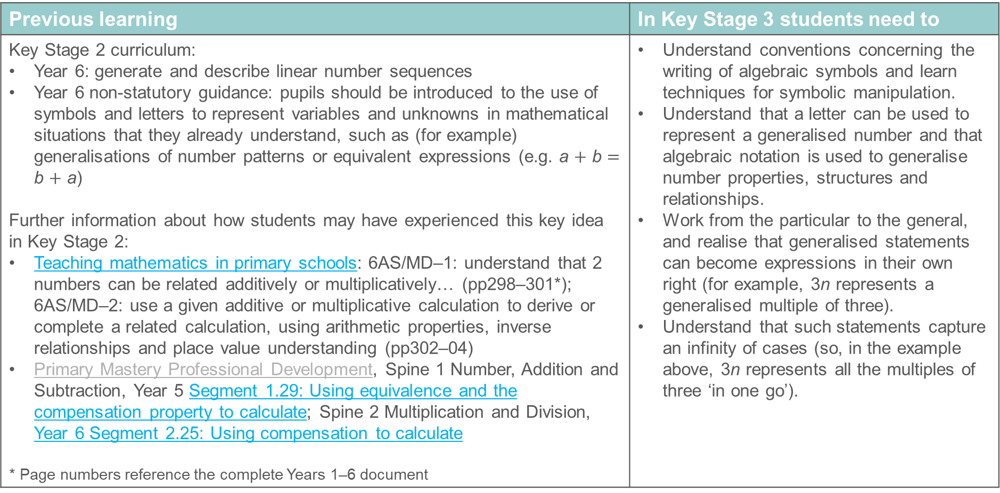 Previous learning
Key Stage 2 curriculum:
• Year 6: generate and describe linear number sequences
• Year 6 non-statutory guidance: pupils should be introduced to the use of
symbols and letters to represent variables and unknowns in mathematical
situations that they already understand, such as (for example)
generalisations of number patterns or equivalent expressions (e.g. a + b =
b + a)
Further information about how students may have experienced this key idea
in Key Stage 2:
• Teaching mathematics in primary schools: 6AS/MD–1: understand that 2
numbers can be related additively or multiplicatively… (pp298–301*);
6AS/MD–2: use a given additive or multiplicative calculation to derive or
complete a related calculation, using arithmetic properties, inverse
relationships and place value understanding (pp302–04)
• Primary Mastery Professional Development, Spine 1 Number, Addition and
Subtraction, Year 5 Segment 1.29: Using equivalence and the
compensation property to calculate; Spine 2 Multiplication and Division,
Year 6 Segment 2.25: Using compensation to calculate
* Page numbers reference the complete Years 1–6 document
In Key Stage 3 students need to
• Understand conventions concerning the
writing of algebraic symbols and learn
techniques for symbolic manipulation.
• Understand that a letter can be used to
represent a generalised number and that
algebraic notation is used to generalise
number properties, structures and
relationships.
• Work from the particular to the general,
and realise that generalised statements
can become expressions in their own
right (for example, 3n represents a
generalised multiple of three).
• Understand that such statements capture
an infinity of cases (so, in the example
above, 3n represents all the multiples of
three ‘in one go’).